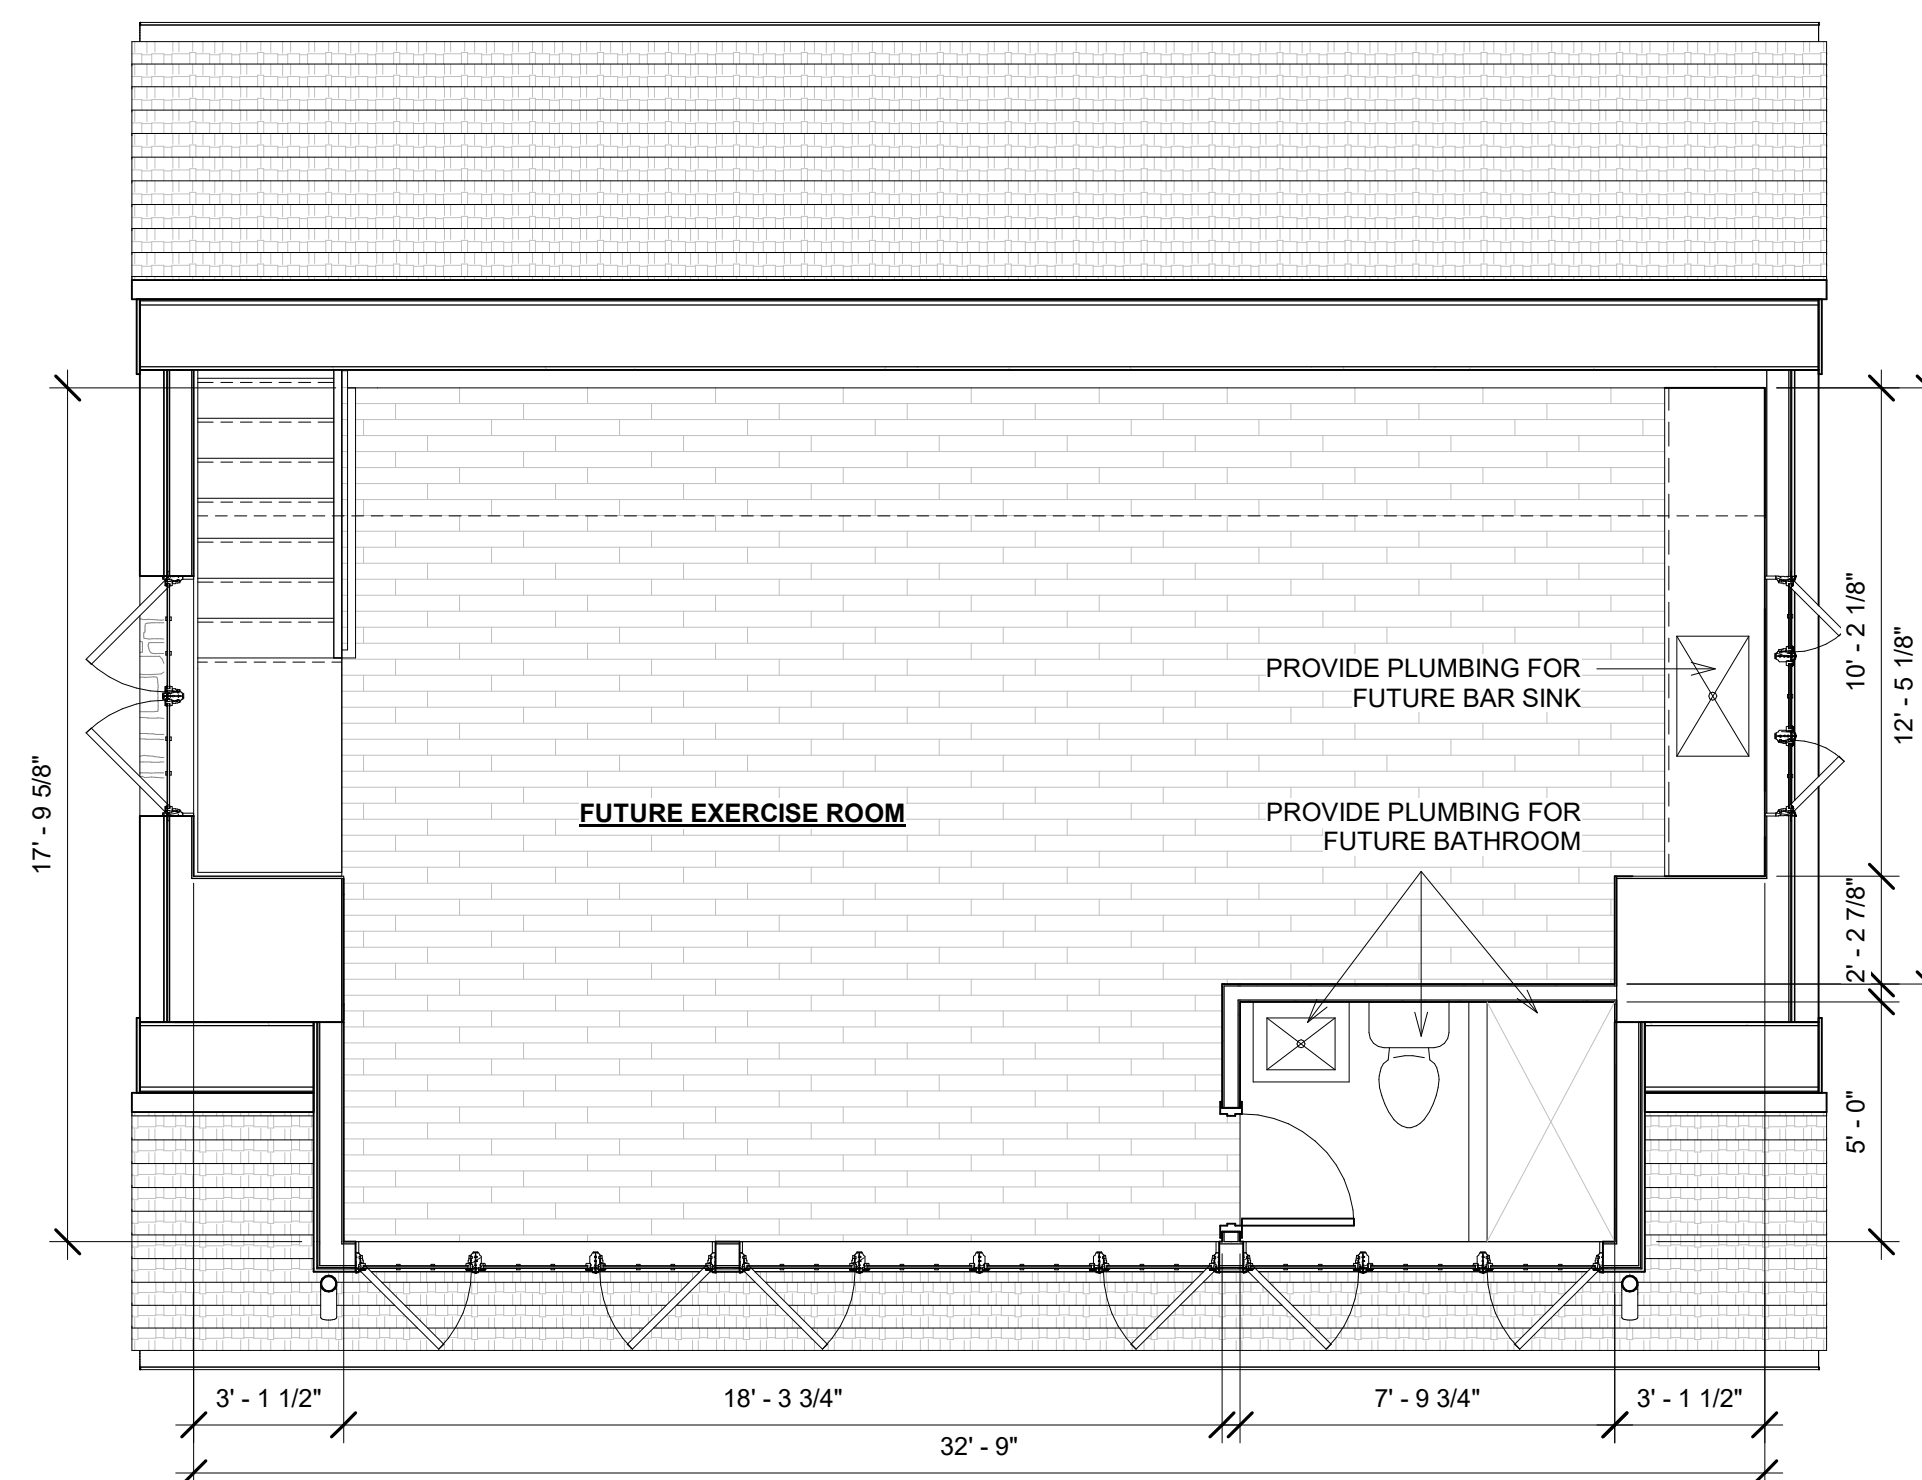 10' - 2 1/8"
12' - 5 1/8"
PROVIDE PLUMBING FOR
FUTURE BAR SINK
17' - 9 5/8"
FUTURE EXERCISE ROOM
PROVIDE PLUMBING FOR
FUTURE BATHROOM
2' - 2 7/8"
5' - 0"
3' - 1 1/2"
18' - 3 3/4"
7' - 9 3/4"
3' - 1 1/2"
32' - 9"